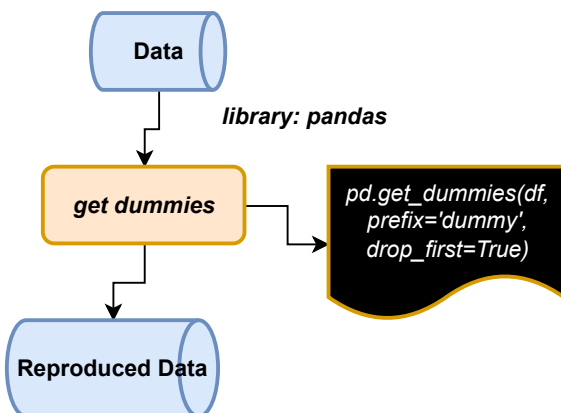 Data
library: pandas
get dummies
pd.get_dummies(df,
prefix='dummy',
drop_first=True)
Reproduced Data